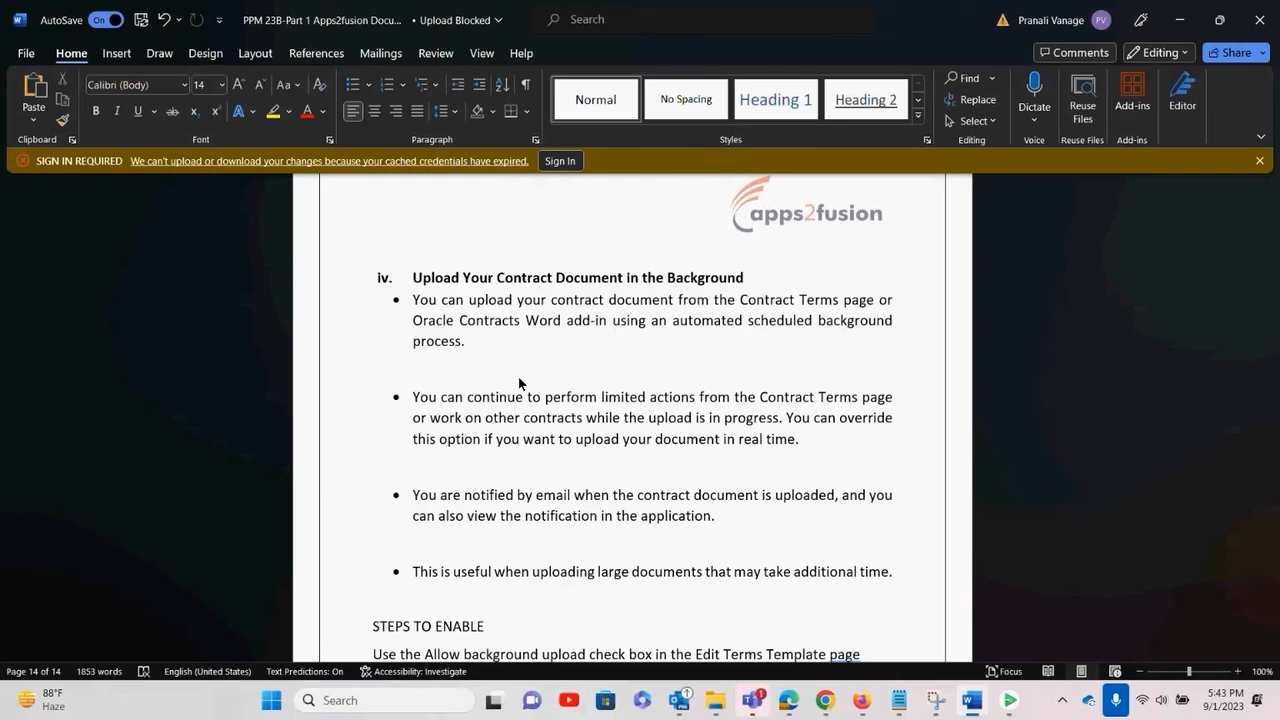 AutoSave On PPM 23B-Part 1 Apps2fusion Docu... • Upload Blocked Search Pranali Vanage PV
File Home Insert Draw Design Layout References Mailings Review View Help Comments Editing Share
Paste Calibri (Body) 14 A A Aa A Normal No Spacing Heading 1 Heading 2 Find Replace Select Dictate Reuse Files Add-ins Editor
B I U ab x₂ x² A A
Clipboard Font Paragraph Styles Editing Voice Reuse Files Add-ins
SIGN IN REQUIRED We can't upload or download your changes because your cached credentials have expired. Sign In
apps2fusion
iv. Upload Your Contract Document in the Background
• You can upload your contract document from the Contract Terms page or
Oracle Contracts Word add-in using an automated scheduled background
process.
• You can continue to perform limited actions from the Contract Terms page
or work on other contracts while the upload is in progress. You can override
this option if you want to upload your document in real time.
• You are notified by email when the contract document is uploaded, and you
can also view the notification in the application.
• This is useful when uploading large documents that may take additional time.
STEPS TO ENABLE
Use the Allow background upload check box in the Edit Terms Template page
Page 14 of 14 1853 words English (United States) Text Predictions: On Accessibility: Investigate Focus 100%
88°F
Haze
Search
5:43 PM
9/1/2023